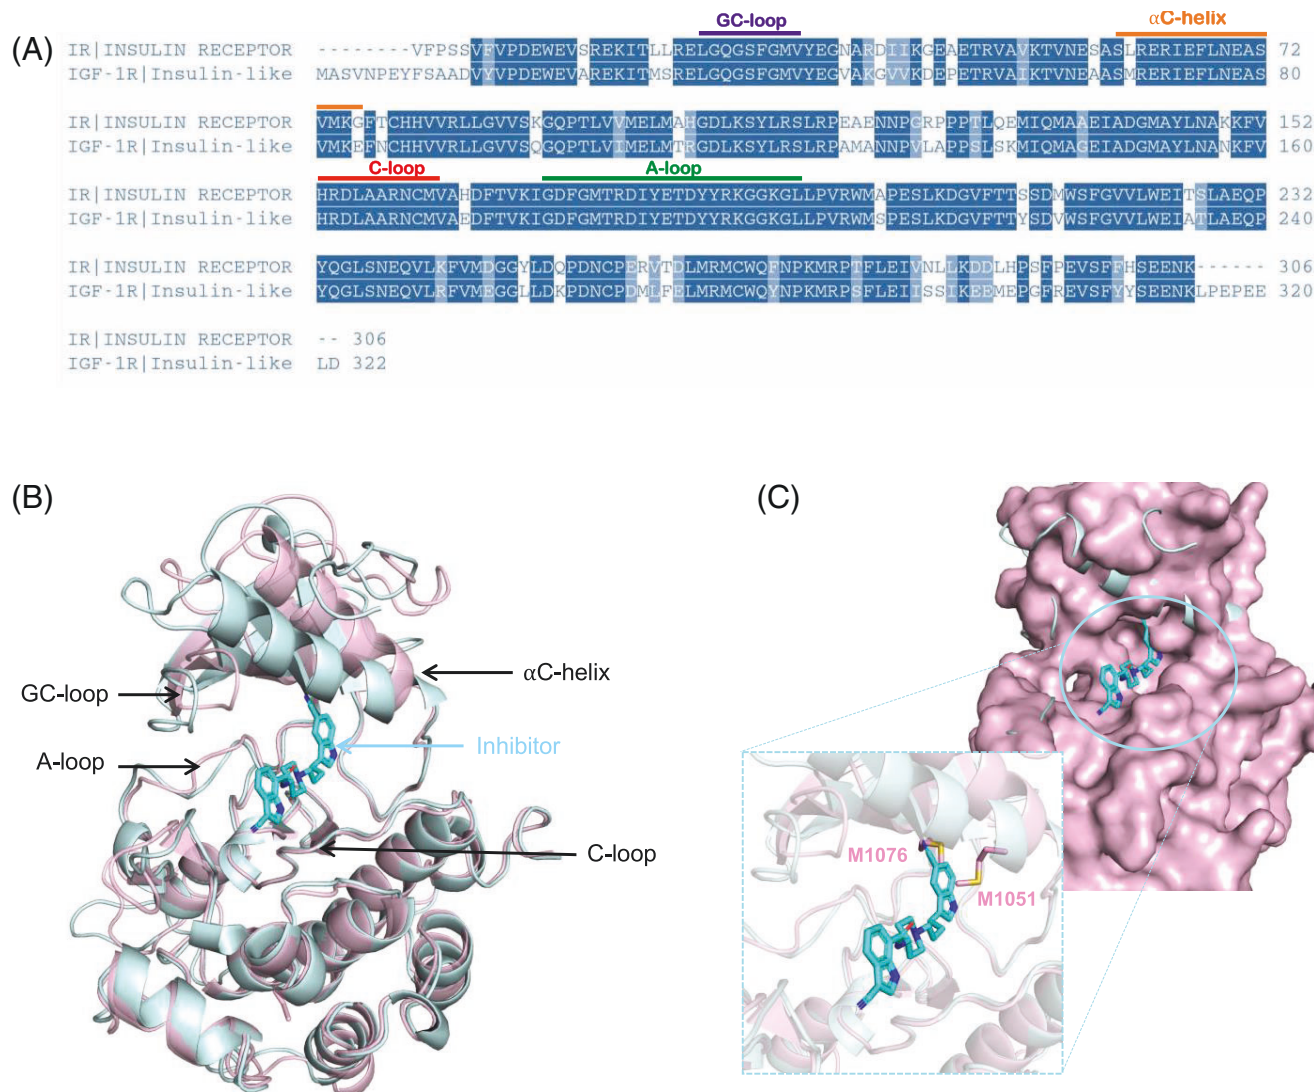 (A)
GC-loop
αC-helix
IR|INSULIN RECEPTOR --------VFPSSVFVPDEWEVSREKITLLRELGQGSFGMVYEGNARDIIKGEAETRVAVKTVNESASLRERIEFLNEAS 72
IGF-1R|Insulin-like MASVNPEYFSAADVYVPDEWEVAREKITMSRELGQGSFGMVYEGVAKGVVKDEPETRVAIKTVNEAASMRERIEFLNEAS 80
IR|INSULIN RECEPTOR VMKGFTCHHVVRLLGVVSKGQPTLVVMELMAHGDLKSYLRSLRPEAENNPGRPPPTLQEMIQMAAEIADGMAYLNAKKFV 152
IGF-1R|Insulin-like VMKEFNCHHVVRLLGVVSQGQPTLVIMELMTRGDLKSYLRSLRPAMANNPVLAPPSLSKMIQMAGEIADGMAYLNANKFV 160
C-loop
A-loop
IR|INSULIN RECEPTOR HRDLAARNCMVAHDFTVKIGDFGMTRDIYETDYYRKGGKGLLPVRWMAPESLKDGVFTTSSDMWSFGVVLWEITSLAEQP 232
IGF-1R|Insulin-like HRDLAARNCMVAEDFTVKIGDFGMTRDIYETDYYRKGGKGLLPVRWMSPESLKDGVFTTYSDVWSFGVVLWEIATLAEQP 240
IR|INSULIN RECEPTOR YQGLSNEQVLKFVMDGGYLDQPDNCPERVTDLMRMCWQFNPKMRPTFLEIVNLLKDDLHPSFPEVSFFHSEENK------ 306
IGF-1R|Insulin-like YQGLSNEQVLRFVMEGGLLDKPDNCPDMLFELMRMCWQYNPKMRPSFLEIISSIKEEMEPGFREVSFYYSEENKLPEPEE 320
IR|INSULIN RECEPTOR -- 306
IGF-1R|Insulin-like LD 322
(B)
αC-helix
GC-loop
Inhibitor
A-loop
C-loop
(C)
M1076
M1051